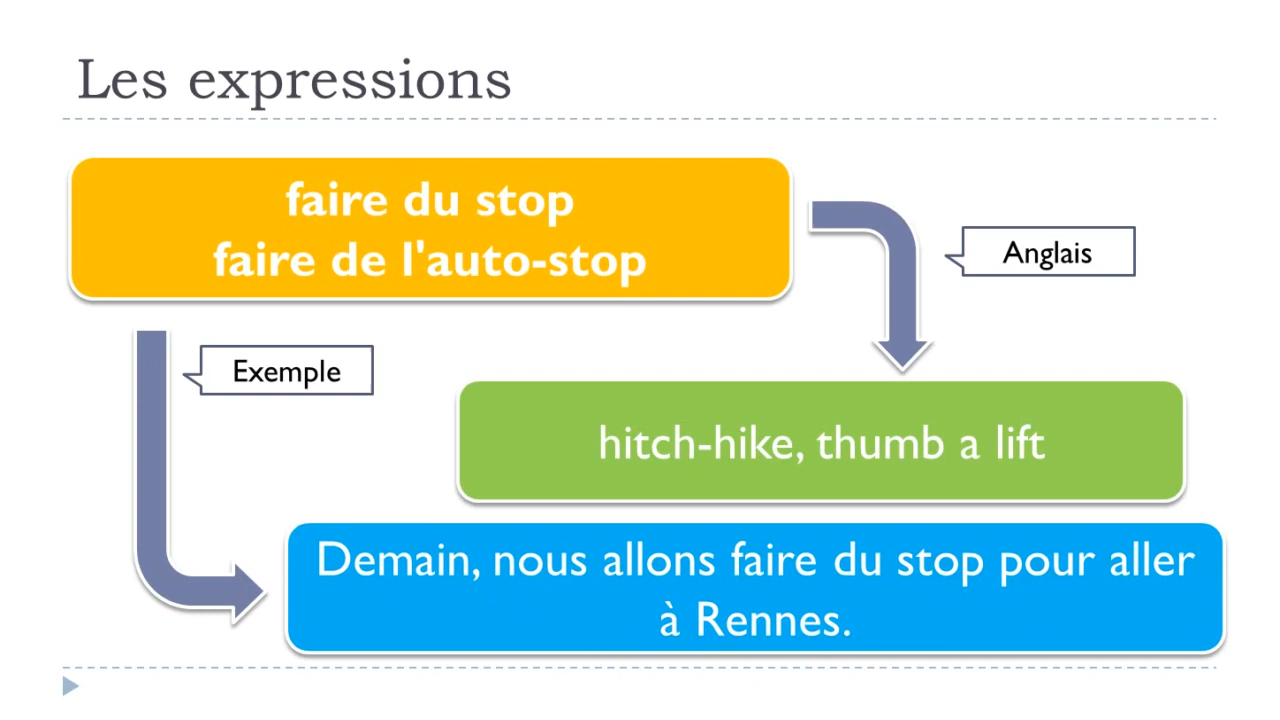 Les expressions
faire du stop
faire de l'auto-stop
Anglais
Exemple
hitch-hike, thumb a lift
Demain, nous allons faire du stop pour aller
à Rennes.